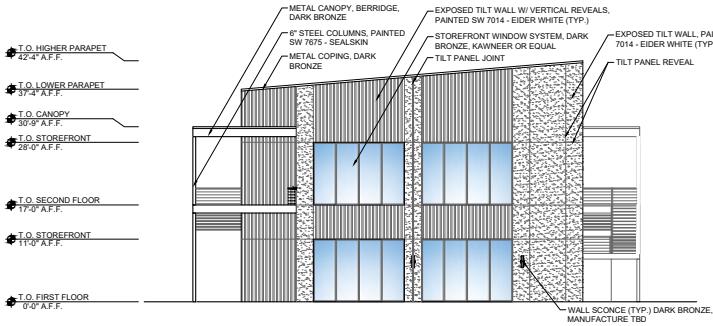 METAL CANOPY, BERRIDGE,
DARK BRONZE
6" STEEL COLUMNS, PAINTED
SW 7675 - SEALSKIN
METAL COPING, DARK
BRONZE
EXPOSED TILT WALL W/ VERTICAL REVEALS,
PAINTED SW 7014 - EIDER WHITE (TYP.)
STOREFRONT WINDOW SYSTEM, DARK
BRONZE, KAWNEER OR EQUAL
TILT PANEL JOINT
EXPOSED TILT WALL, PAI
7014 - EIDER WHITE (TYP
TILT PANEL REVEAL
T.O. HIGHER PARAPET
42'-4" A.F.F.
T.O. LOWER PARAPET
37'-4" A.F.F.
T.O. CANOPY
30'-9" A.F.F.
T.O. STOREFRONT
28'-0" A.F.F.
T.O. SECOND FLOOR
17'-0" A.F.F.
T.O. STOREFRONT
11'-0" A.F.F.
T.O. FIRST FLOOR
0'-0" A.F.F.
WALL SCONCE (TYP.) DARK BRONZE,
MANUFACTURE TBD